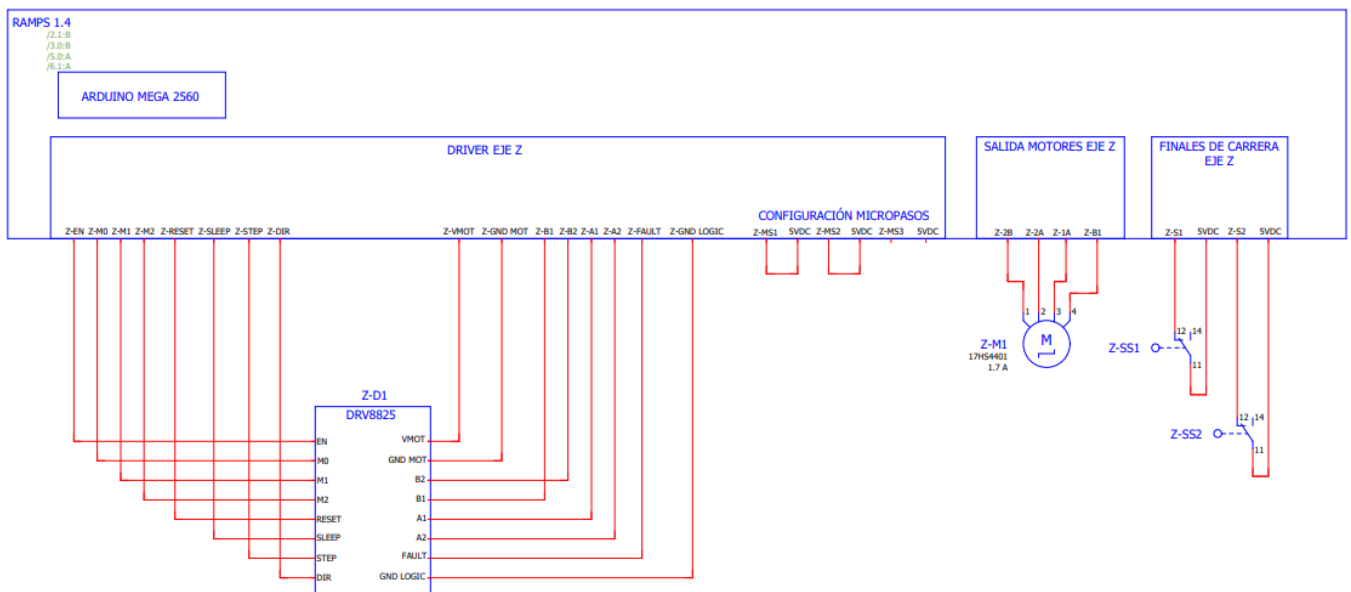 RAMPS 1.4
/2.1:B
/3.0:B
/5.0:A
/6.1:A
ARDUINO MEGA 2560
DRIVER EJE Z
SALIDA MOTORES EJE Z
FINALES DE CARRERA
EJE Z
CONFIGURACIÓN MICROPASOS
Z-EN Z-M0 Z-M1 Z-M2 Z-RESET Z-SLEEP Z-STEP Z-DIR
Z-VMOT Z-GND MOT Z-B1 Z-B2 Z-A1 Z-A2 Z-FAULT Z-GND LOGIC
Z-MS1 5VDC Z-MS2 5VDC Z-MS3 5VDC
Z-2B Z-2A Z-1A Z-B1
Z-S1 5VDC Z-S2 5VDC
1 2 3 4
M
Z-M1
17HS4401
1.7 A
12 14
Z-SS1
11
12 14
Z-SS2
11
Z-D1
DRV8825
EN VMOT
M0 GND MOT
M1 B2
M2 B1
RESET A1
SLEEP A2
STEP FAULT
DIR GND LOGIC